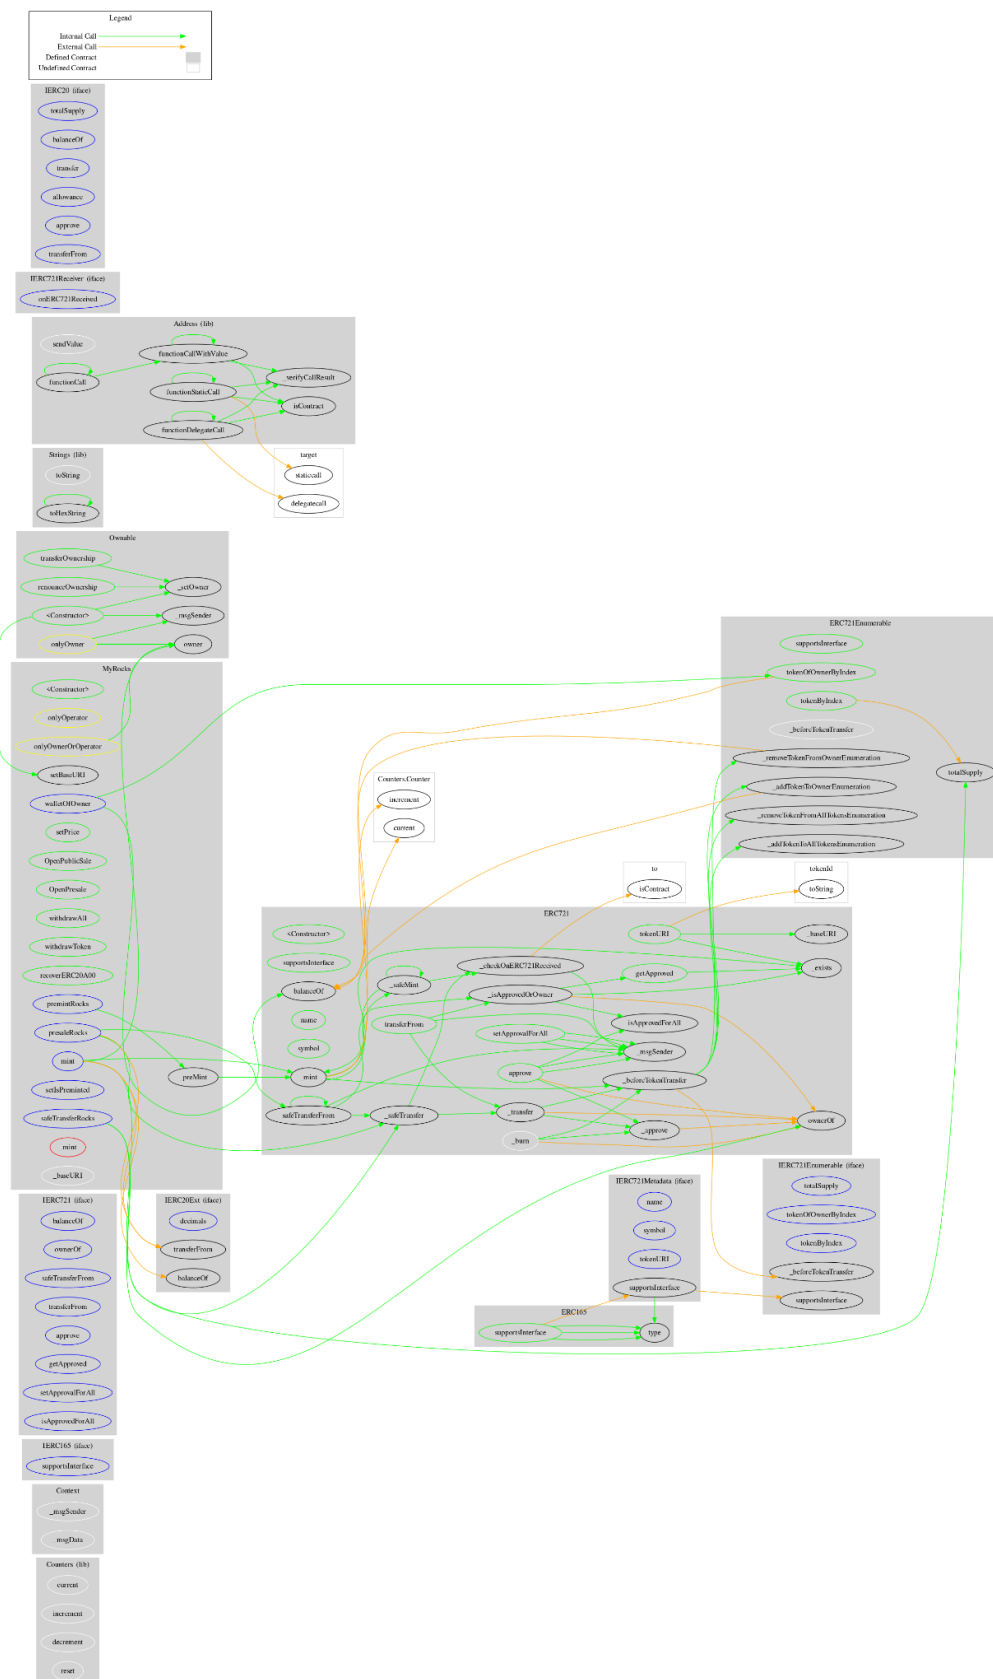 Legend
Internal Call
External Call
Defined Contract
Undefined Contract
IERC20 (iface)
totalSupply
balanceOf
transfer
allowance
approve
transferFrom
IERC721Receiver (iface)
onERC721Received
Address (lib)
sendValue
functionCall
functionCallWithValue
functionStaticCall
functionDelegateCall
_verifyCallResult
isContract
target
staticcall
delegatecall
Strings (lib)
toString
toHexString
Ownable
transferOwnership
renounceOwnership
<Constructor>
onlyOwner
_setOwner
_msgSender
owner
MyRocks
<Constructor>
onlyOperator
onlyOwnerOrOperator
setBaseURI
walletOfOwner
setPrice
OpenPublicSale
OpenPresale
withdrawAll
withdrawToken
recoverERC20A00
premintRocks
presaleRocks
mint
setIsPreminted
safeTransferRocks
mint
_baseURI
preMint
ERC721Enumerable
supportsInterface
tokenOfOwnerByIndex
tokenByIndex
_beforeTokenTransfer
_removeTokenFromOwnerEnumeration
_addTokenToOwnerEnumeration
_removeTokenFromAllTokensEnumeration
_addTokenToAllTokensEnumeration
totalSupply
Counters.Counter
increment
current
to
isContract
tokenId
toString
ERC721
<Constructor>
supportsInterface
balanceOf
name
symbol
_mint
safeTransferFrom
_safeMint
transferFrom
_safeTransfer
_checkOnERC721Received
_isApprovedOrOwner
setApprovalForAll
approve
_transfer
_burn
tokenURI
getApproved
isApprovedForAll
_msgSender
_beforeTokenTransfer
_approve
_baseURI
_exists
ownerOf
IERC721 (iface)
balanceOf
ownerOf
safeTransferFrom
transferFrom
approve
getApproved
setApprovalForAll
isApprovedForAll
IERC20Ext (iface)
decimals
transferFrom
balanceOf
IERC721Metadata (iface)
name
symbol
tokenURI
supportsInterface
IERC721Enumerable (iface)
totalSupply
tokenOfOwnerByIndex
tokenByIndex
_beforeTokenTransfer
supportsInterface
ERC165
supportsInterface
type
IERC165 (iface)
supportsInterface
Context
_msgSender
_msgData
Counters (lib)
current
increment
decrement
reset